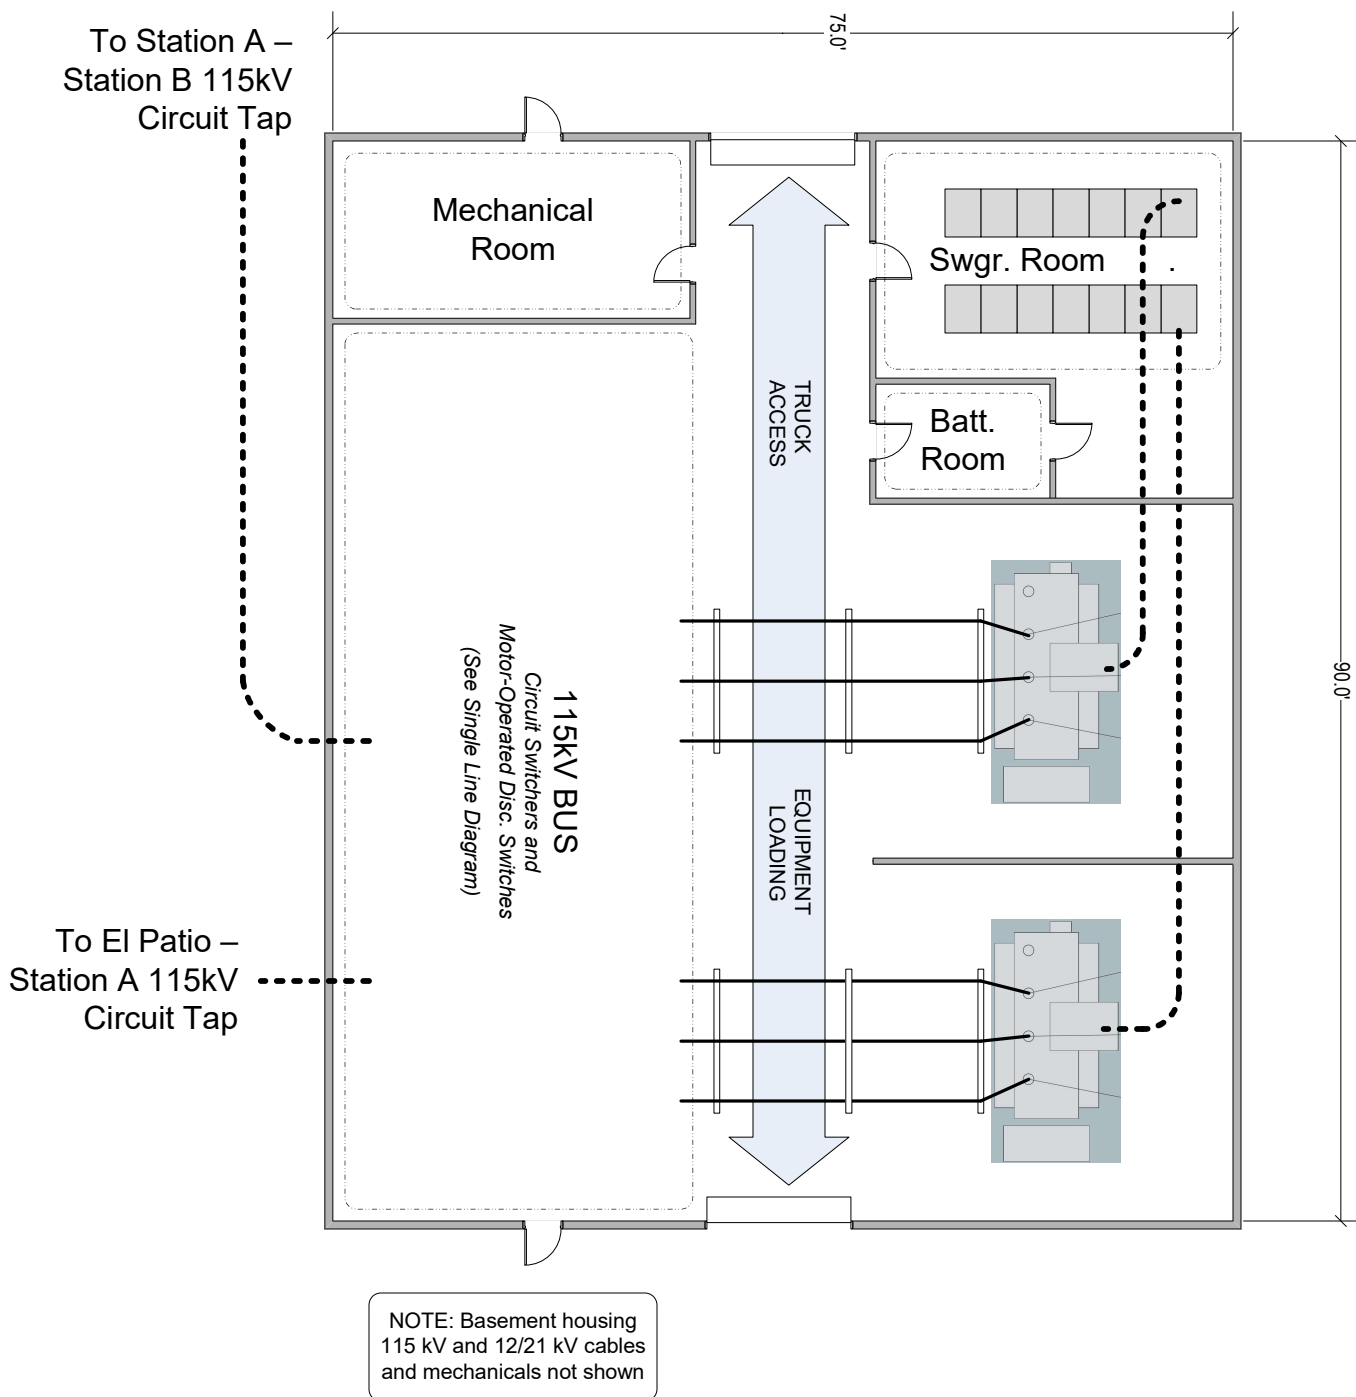 75.0'
To Station A –
Station B 115kV
Circuit Tap
Mechanical
Room
Swgr. Room .
TRUCK
ACCESS
Batt.
Room
115kV BUS
Circuit Switchers and
Motor-Operated Disc. Switches
(See Single Line Diagram)
90.0'
EQUIPMENT
LOADING
To El Patio –
Station A 115kV
Circuit Tap
NOTE: Basement housing
115 kV and 12/21 kV cables
and mechanicals not shown